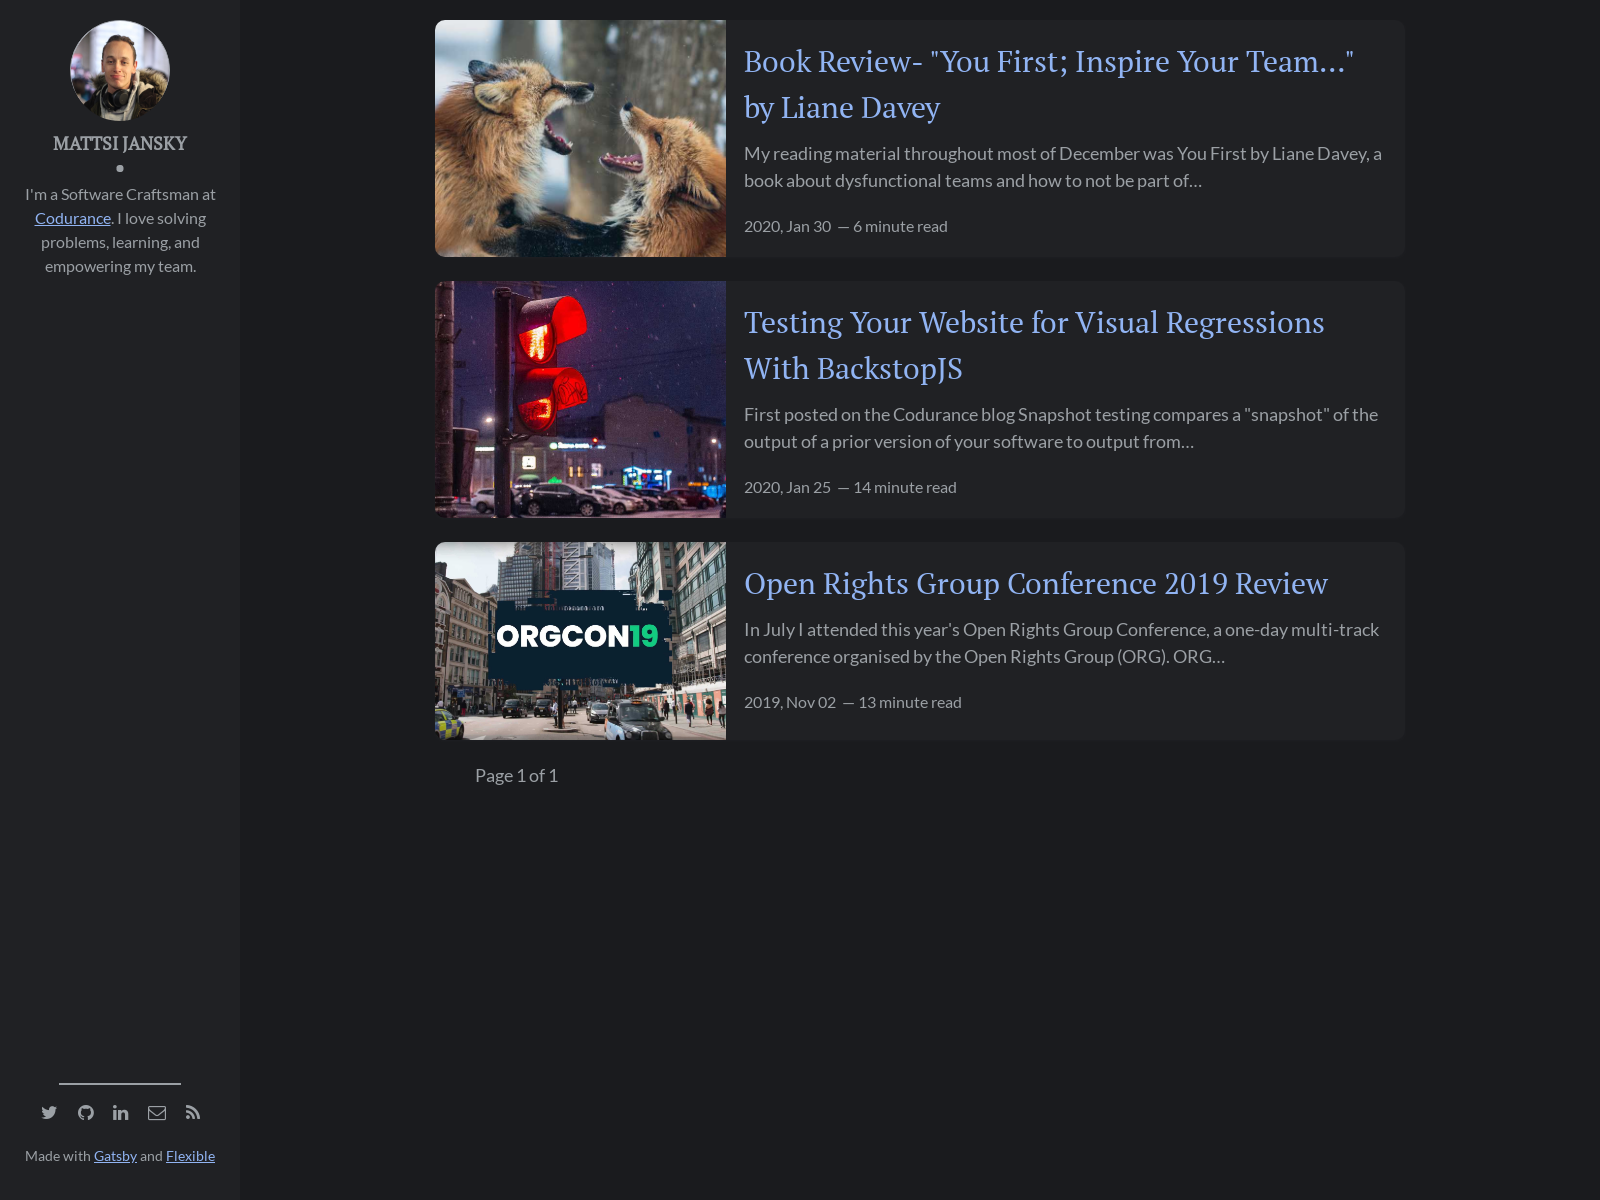 MATTSI JANSKY
I'm a Software Craftsman at
Codurance. I love solving
problems, learning, and
empowering my team.
Book Review- "You First; Inspire Your Team..."
by Liane Davey
My reading material throughout most of December was You First by Liane Davey, a
book about dysfunctional teams and how to not be part of…
2020, Jan 30 — 6 minute read
Testing Your Website for Visual Regressions
With BackstopJS
First posted on the Codurance blog Snapshot testing compares a "snapshot" of the
output of a prior version of your software to output from…
2020, Jan 25 — 14 minute read
ORGCON19
Open Rights Group Conference 2019 Review
In July I attended this year's Open Rights Group Conference, a one-day multi-track
conference organised by the Open Rights Group (ORG). ORG…
2019, Nov 02 — 13 minute read
Page 1 of 1
Made with Gatsby and Flexible